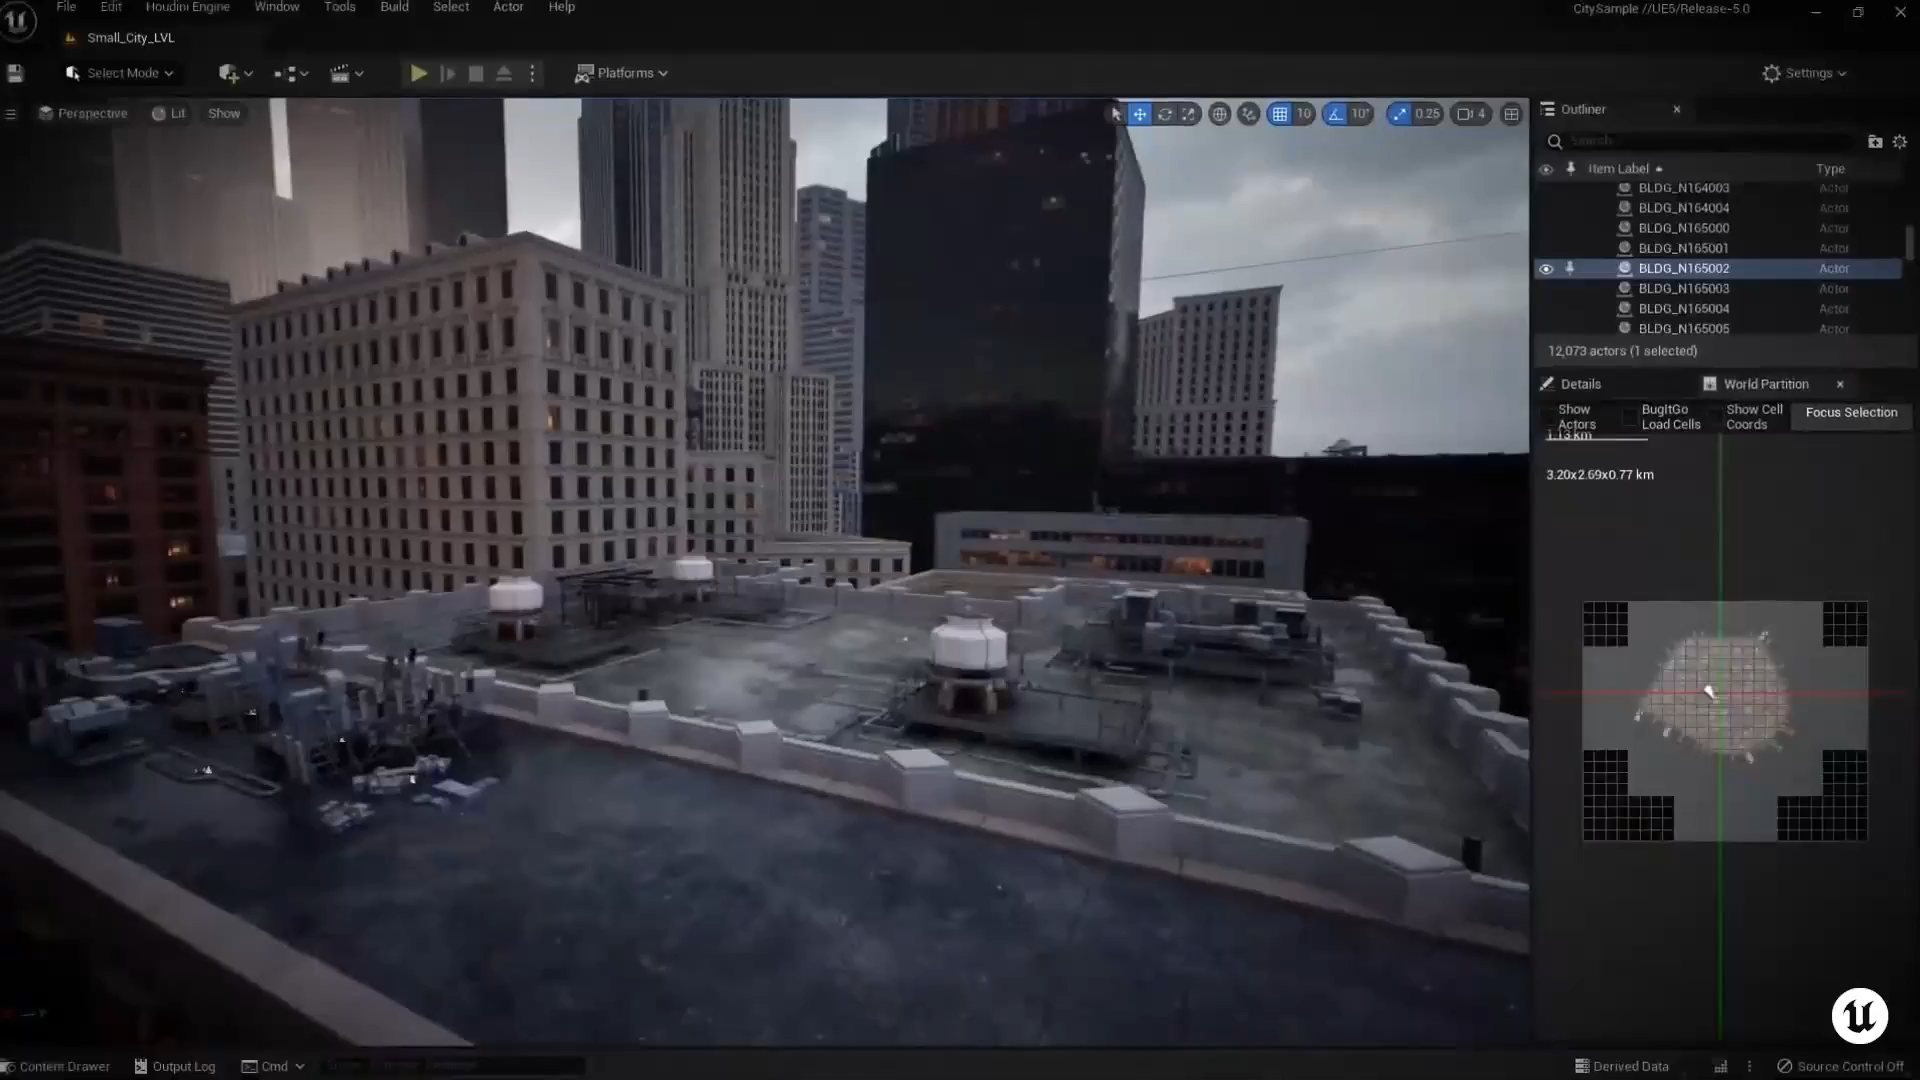 File Edit Houdini Engine Window Tools Build Select Actor Help
CitySample //UE5/Release-5.0
Small_City_LVL
Select Mode
Platforms
Settings
Perspective Lit Show
10 10° 0.25 4
Outliner
Search
Item Label Type
BLDG_N164003 Actor
BLDG_N164004 Actor
BLDG_N165000 Actor
BLDG_N165001 Actor
BLDG_N165002 Actor
BLDG_N165003 Actor
BLDG_N165004 Actor
BLDG_N165005 Actor
12,073 actors (1 selected)
Details World Partition
Show Actors BugItGo Load Cells Show Cell Coords Focus Selection
1.13 km
3.20x2.69x0.77 km
Content Drawer Output Log Cmd
Derived Data Source Control Off